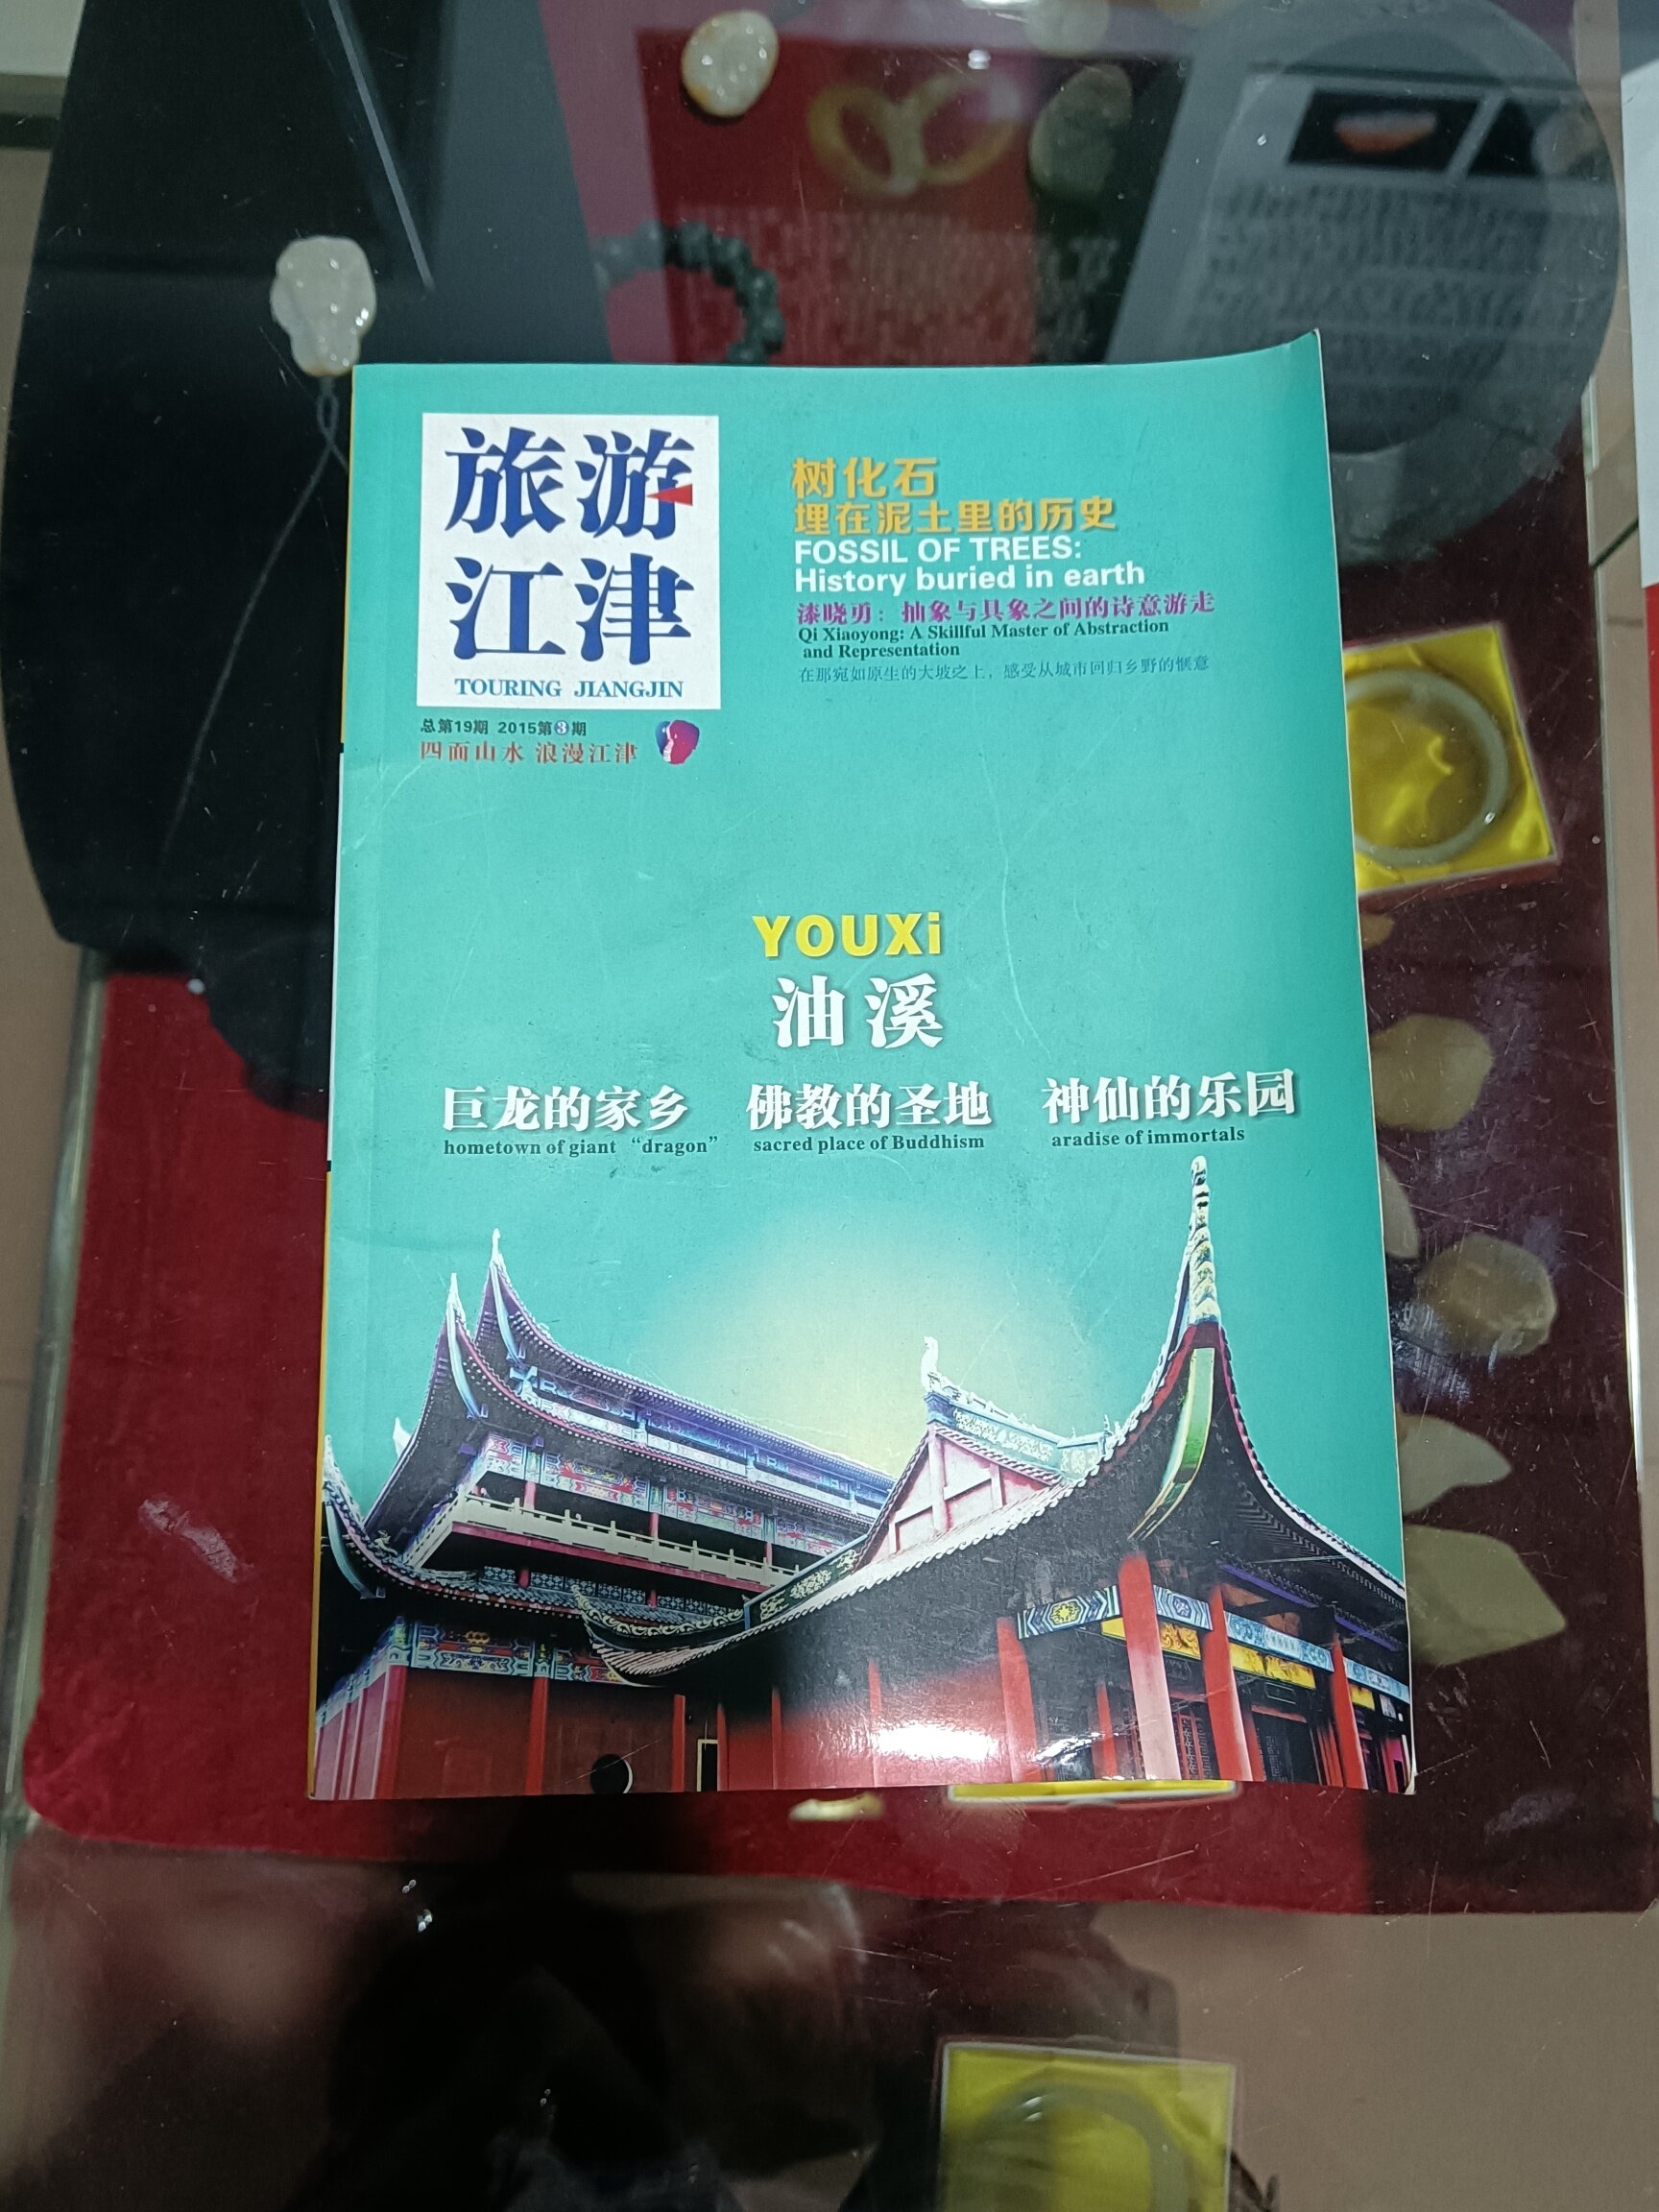 旅游
江津
TOURING JIANGJIN
总第19期 2015第3期
四面山水 浪漫江津
树化石
埋在泥土里的历史
FOSSIL OF TREES:
History buried in earth
漆晓勇：抽象与具象之间的诗意游走
Qi Xiaoyong: A Skillful Master of Abstraction
and Representation
在那宛如原生的大坡之上，感受从城市回归乡野的惬意
YOUXi
油溪
巨龙的家乡 佛教的圣地 神仙的乐园
hometown of giant “dragon” sacred place of Buddhism aradise of immortals